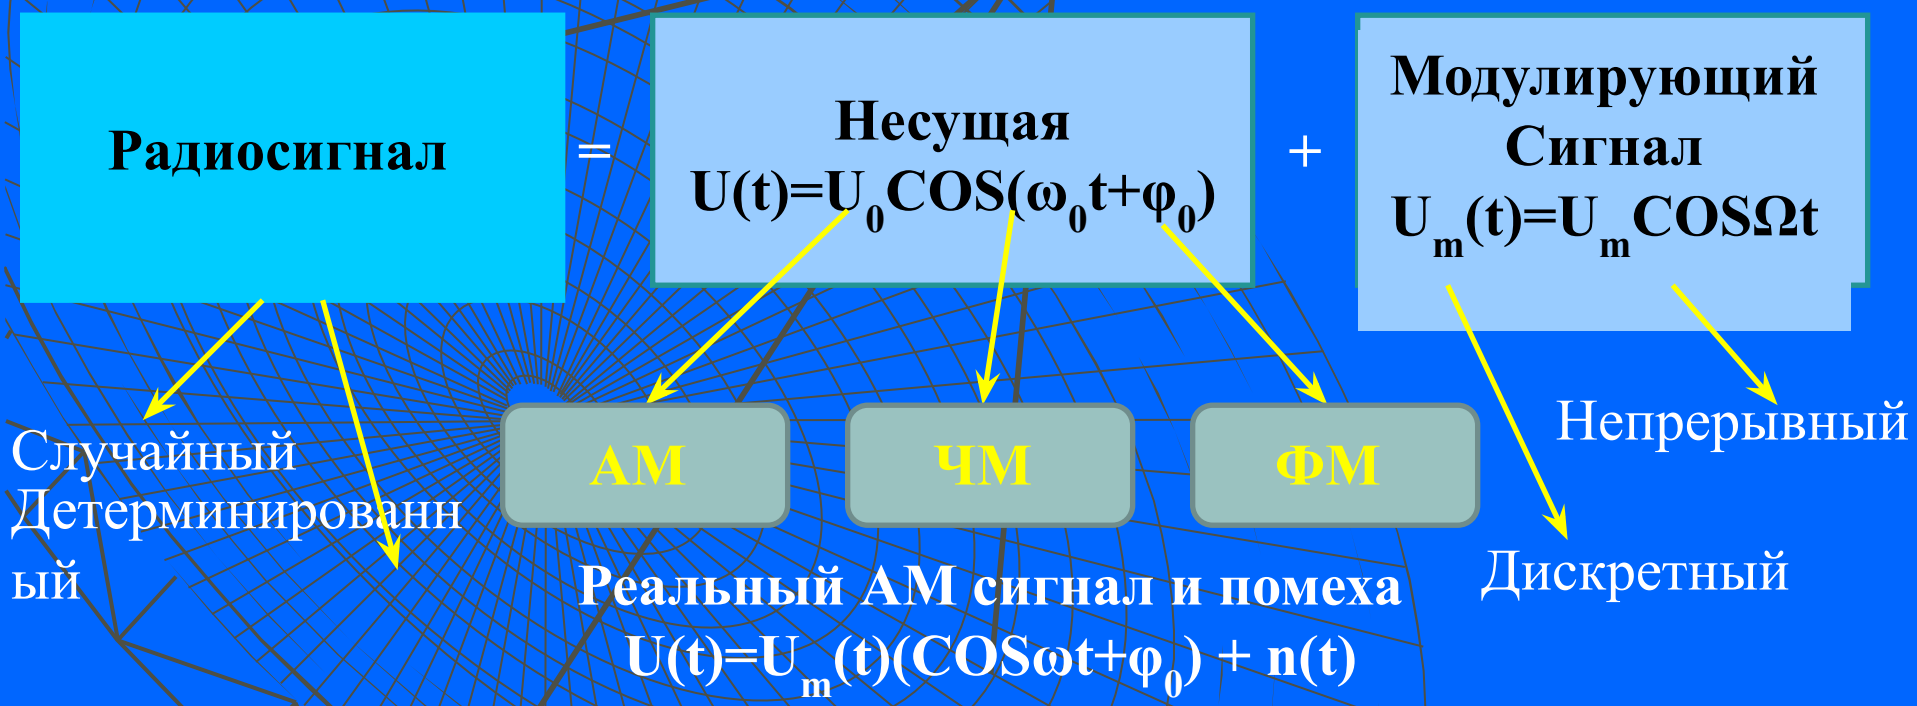 Радиосигнал
=
Несущая
U(t)=U₀COS(ω₀t+φ₀)
+
Модулирующий
Сигнал
Uₘ(t)=UₘCOSΩt
Случайный
Детерминированн
ый
АМ
ЧМ
ФМ
Непрерывный
Дискретный
Реальный АМ сигнал и помеха
U(t)=Uₘ(t)(COSωt+φ₀) + n(t)